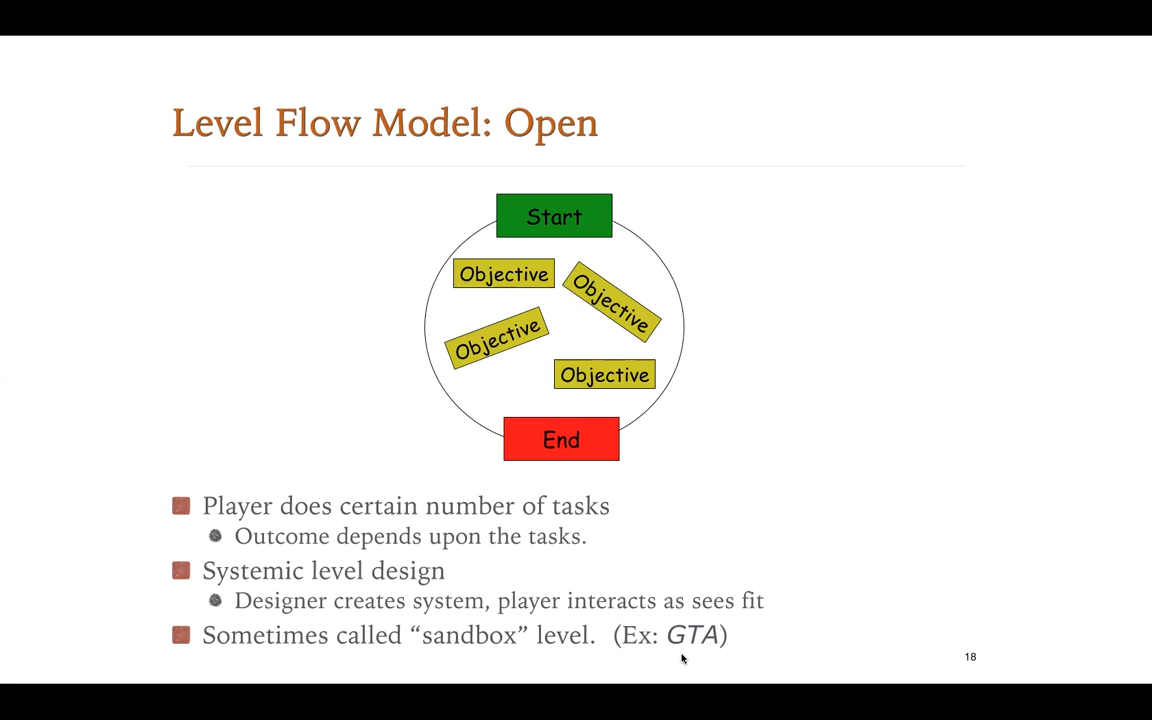 Level Flow Model: Open
Start
Objective
Objective
Objective
Objective
End
Player does certain number of tasks
Outcome depends upon the tasks.
Systemic level design
Designer creates system, player interacts as sees fit
Sometimes called “sandbox” level. (Ex: GTA)
18